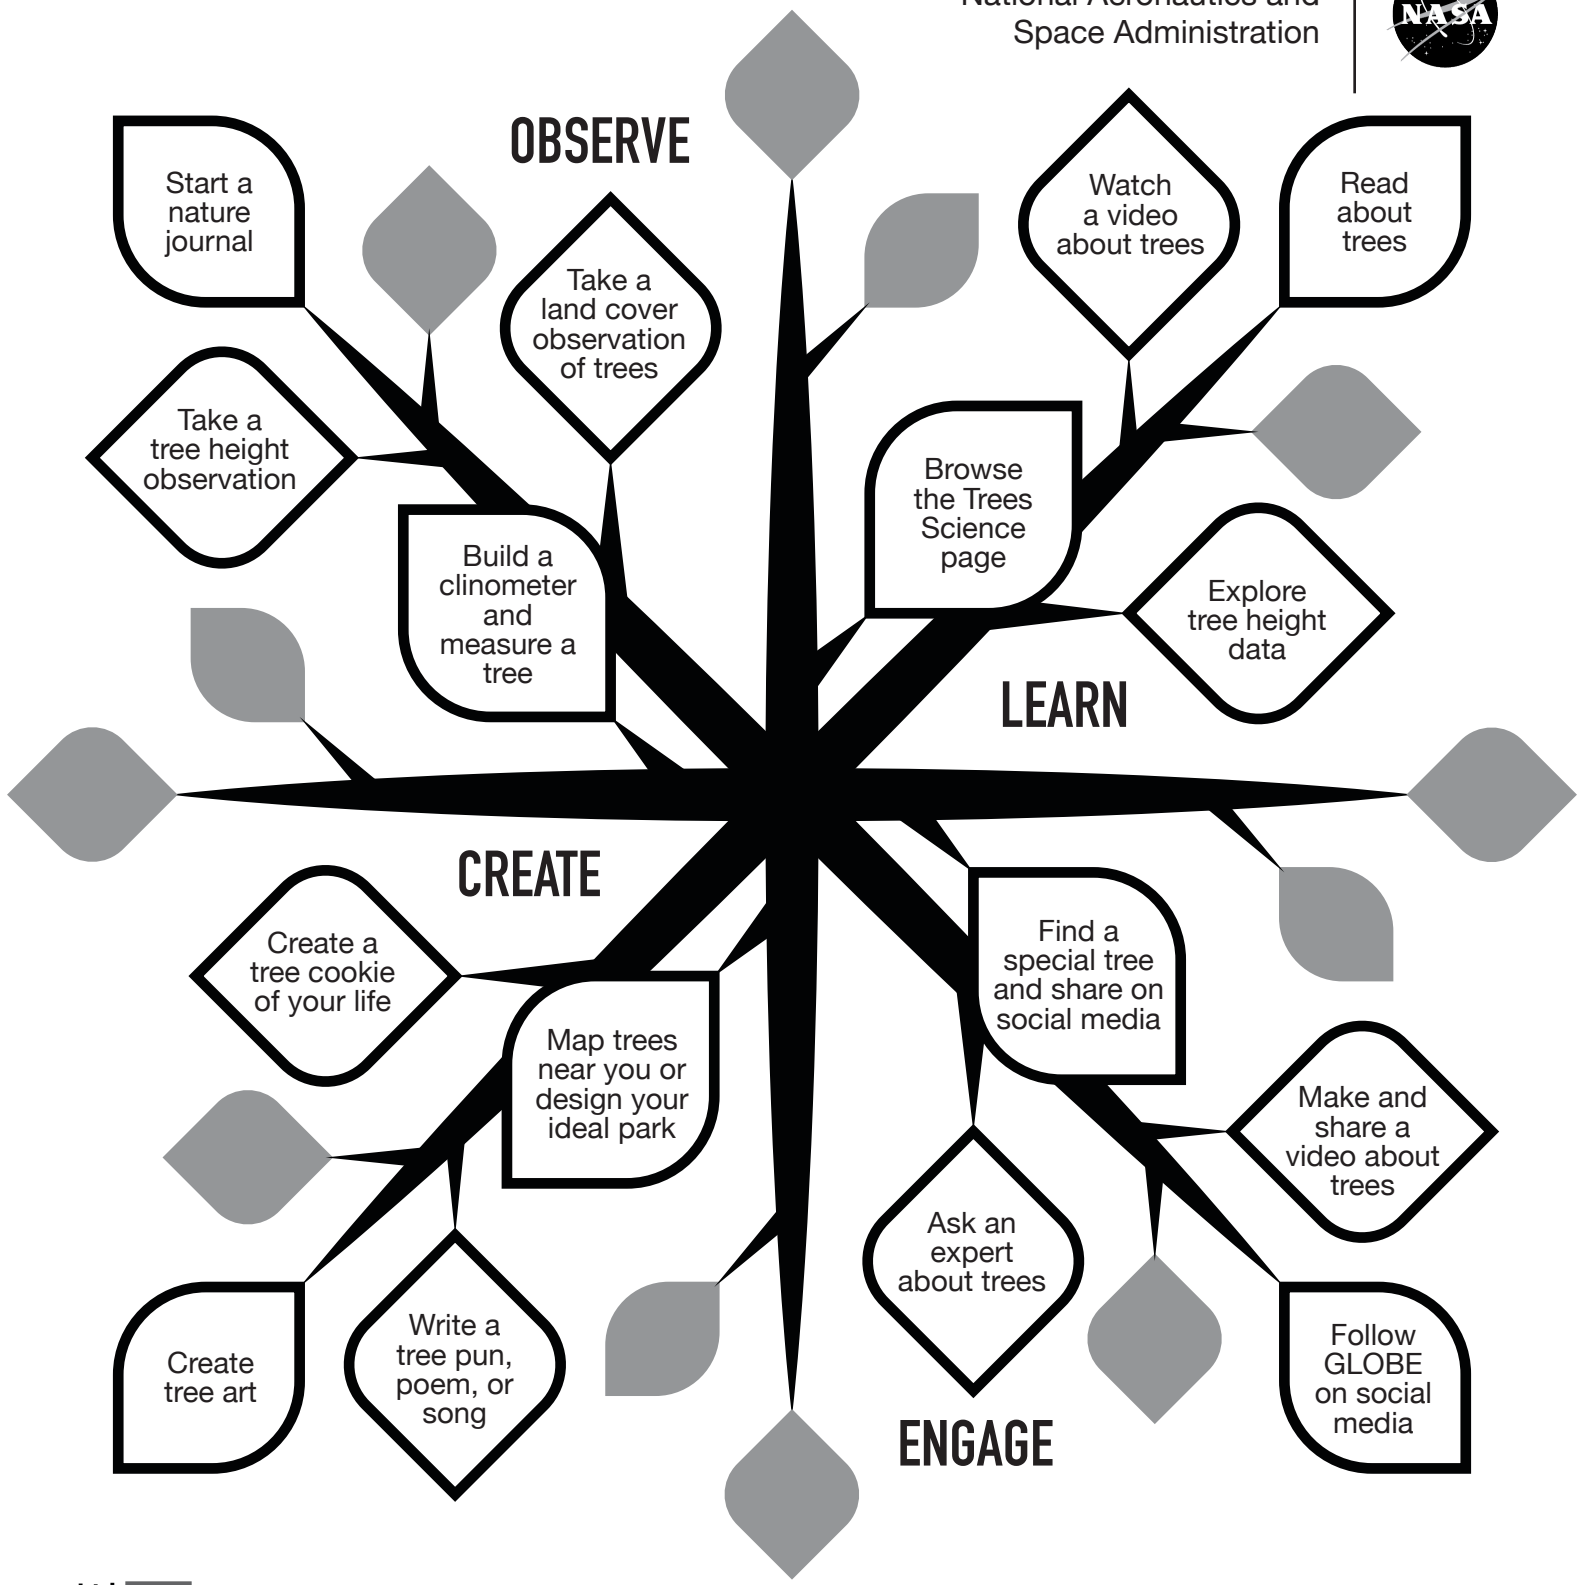 National Aeronautics and
Space Administration
NASA
OBSERVE
Start a
nature
journal
Take a
land cover
observation
of trees
Take a
tree height
observation
Build a
clinometer
and
measure a
tree
Watch
a video
about trees
Read
about
trees
Browse
the Trees
Science
page
Explore
tree height
data
LEARN
CREATE
Create a
tree cookie
of your life
Map trees
near you or
design your
ideal park
Create
tree art
Write a
tree pun,
poem, or
song
Find a
special tree
and share on
social media
Make and
share a
video about
trees
Ask an
expert
about trees
Follow
GLOBE
on social
media
ENGAGE